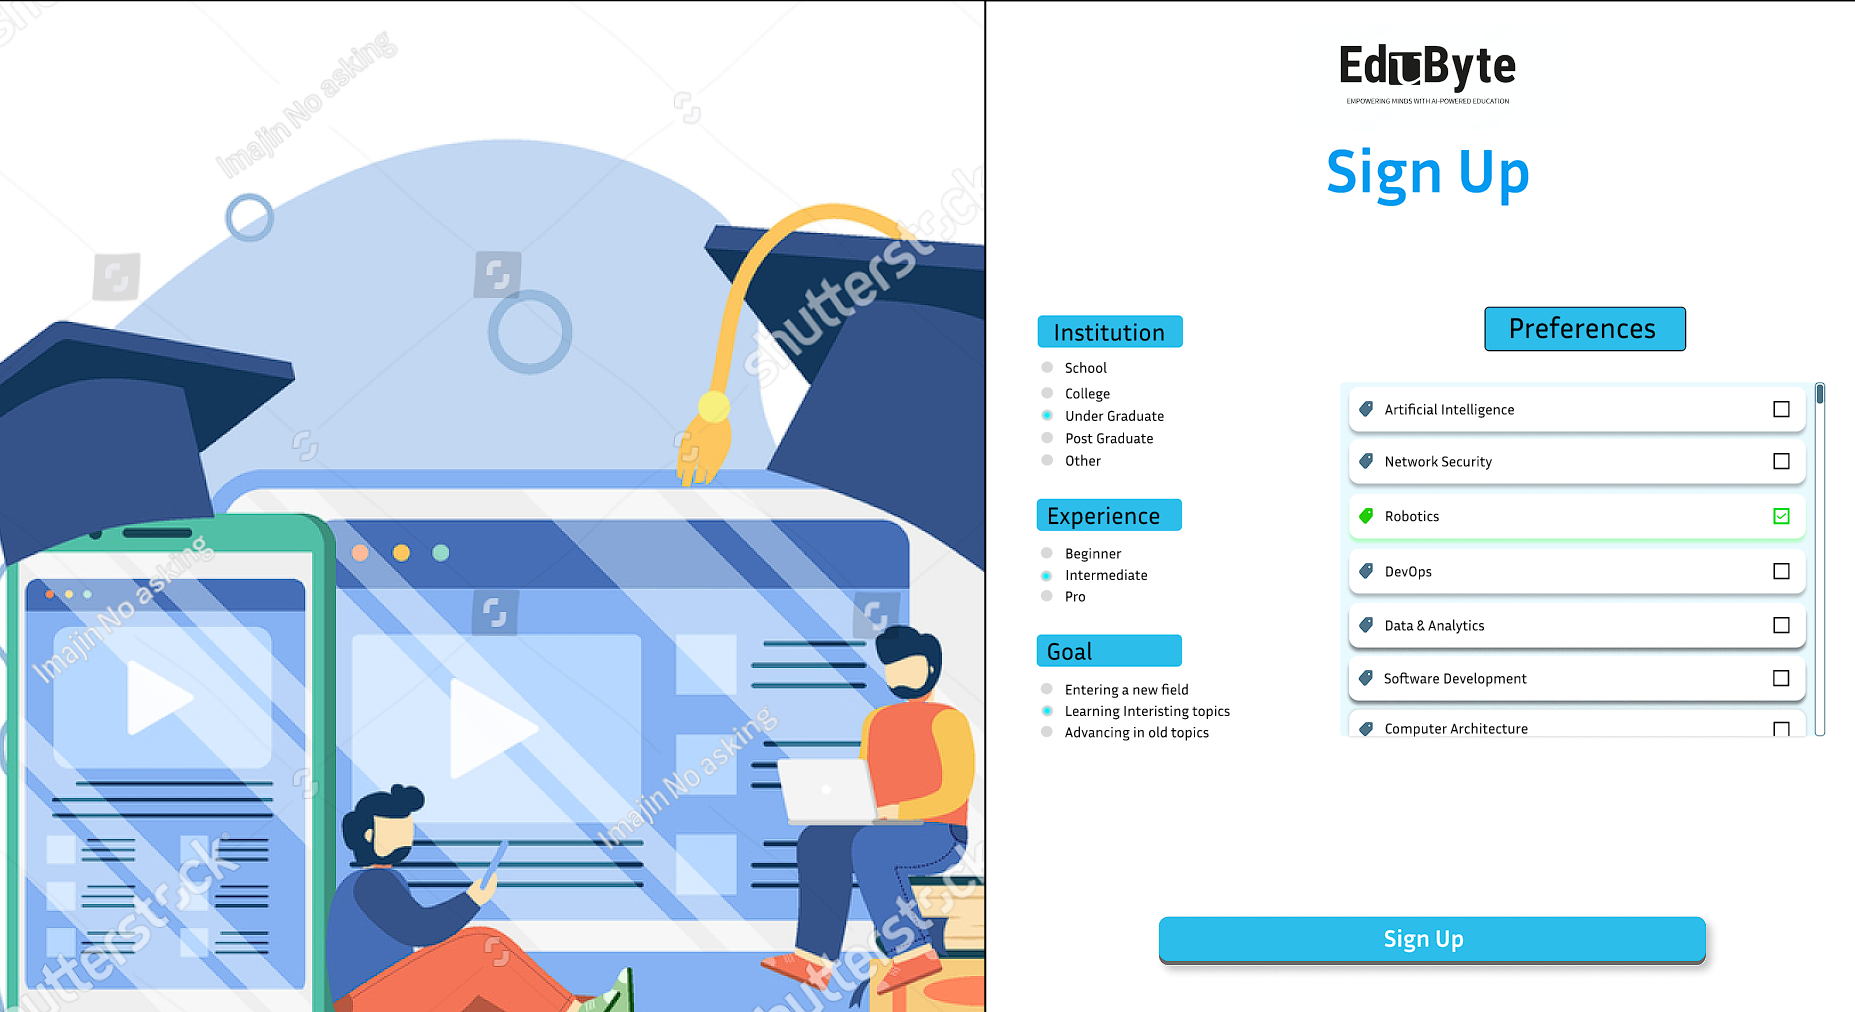 Imajin No asking
shutterstock
Imajin No asking
Imajin No asking
shutterstock
shutterstock
EduByte
EMPOWERING MINDS WITH AI-POWERED EDUCATION
Sign Up
Institution
School
College
Under Graduate
Post Graduate
Other
Experience
Beginner
Intermediate
Pro
Goal
Entering a new field
Learning Interisting topics
Advancing in old topics
Preferences
Artificial Intelligence
Network Security
Robotics
DevOps
Data & Analytics
Software Development
Computer Architecture
Sign Up